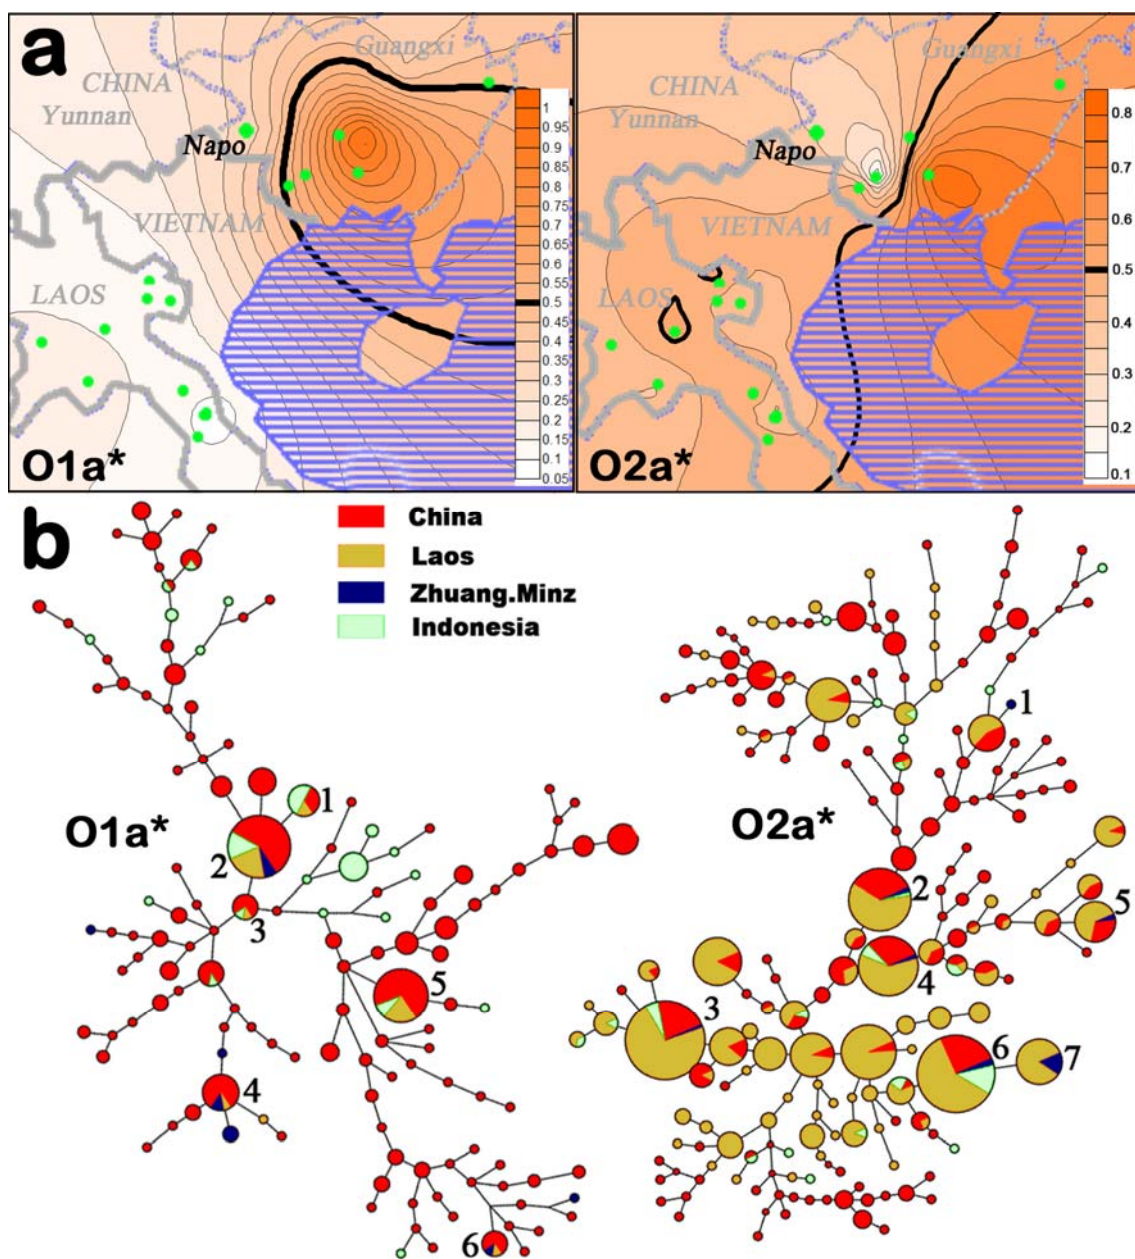 a
Guangxi
CHINA
Yunnan
Napo
VIETNAM
LAOS
O1a*
1
0.95
0.9
0.85
0.8
0.75
0.7
0.65
0.6
0.55
0.5
0.45
0.4
0.35
0.3
0.25
0.2
0.15
0.1
0.05
Guangxi
CHINA
Yunnan
Napo
VIETNAM
LAOS
O2a*
0.8
0.7
0.6
0.5
0.4
0.3
0.2
0.1
b
China
Laos
Zhuang.Minz
Indonesia
O1a*
1
2
3
4
5
6
O2a*
1
2
3
4
5
6
7